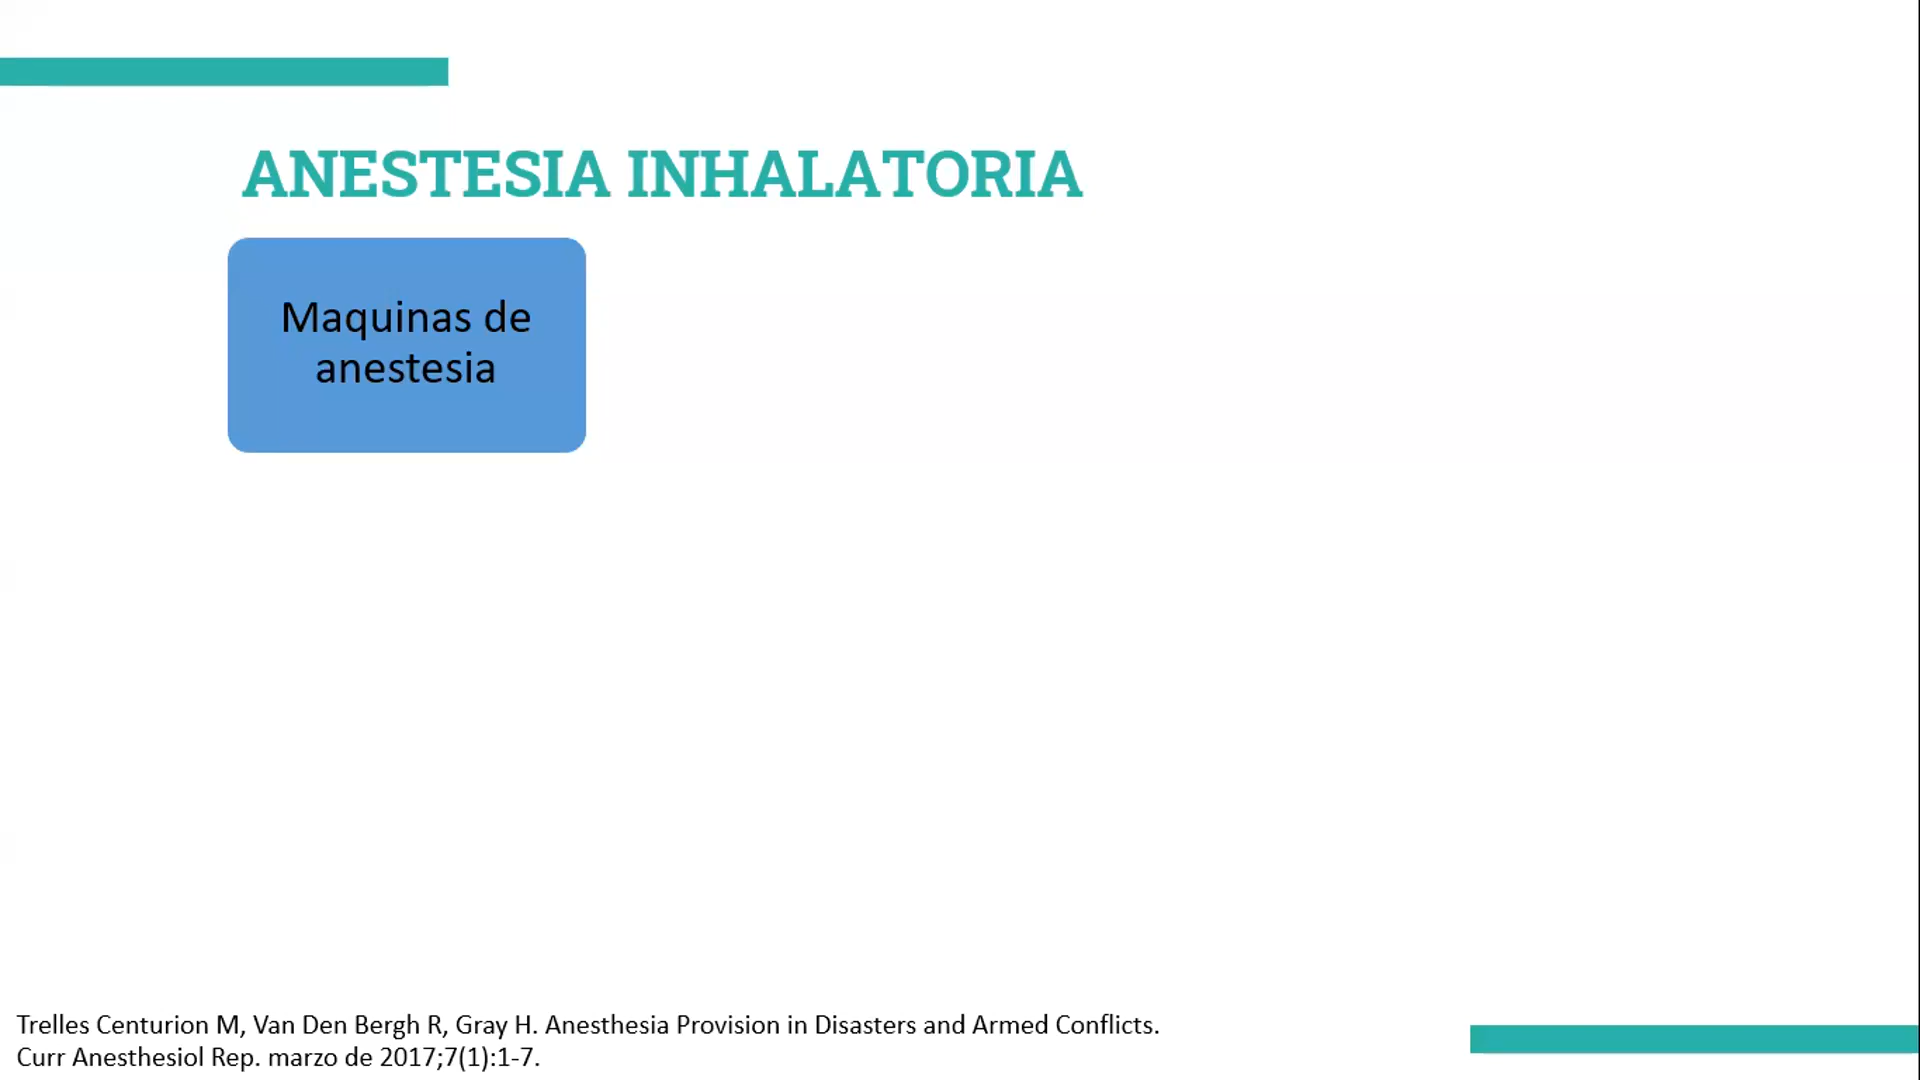 ANESTESIA INHALATORIA
Maquinas de
anestesia
Trelles Centurion M, Van Den Bergh R, Gray H. Anesthesia Provision in Disasters and Armed Conflicts.
Curr Anesthesiol Rep. marzo de 2017;7(1):1-7.